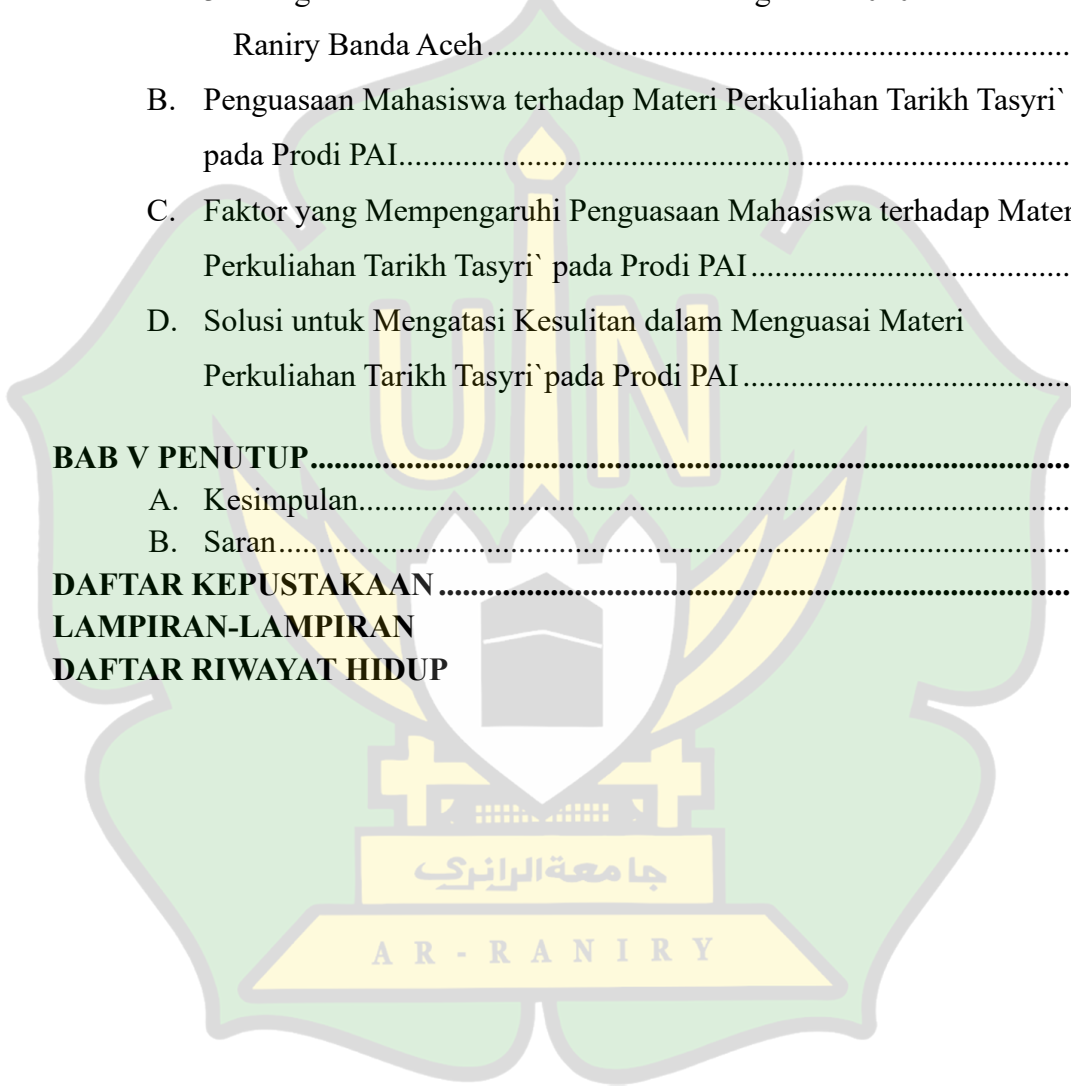 Raniry Banda Aceh....................................................................
B. Penguasaan Mahasiswa terhadap Materi Perkuliahan Tarikh Tasyri`
pada Prodi PAI....................................................................
C. Faktor yang Mempengaruhi Penguasaan Mahasiswa terhadap Mater
Perkuliahan Tarikh Tasyri` pada Prodi PAI........................................
D. Solusi untuk Mengatasi Kesulitan dalam Menguasai Materi
Perkuliahan Tarikh Tasyri`pada Prodi PAI.........................................
BAB V PENUTUP....................................................................
A. Kesimpulan....................................................................
B. Saran....................................................................
DAFTAR KEPUSTAKAAN....................................................................
LAMPIRAN-LAMPIRAN
DAFTAR RIWAYAT HIDUP
UIN
جامعةالرانري
AR-RANIRY